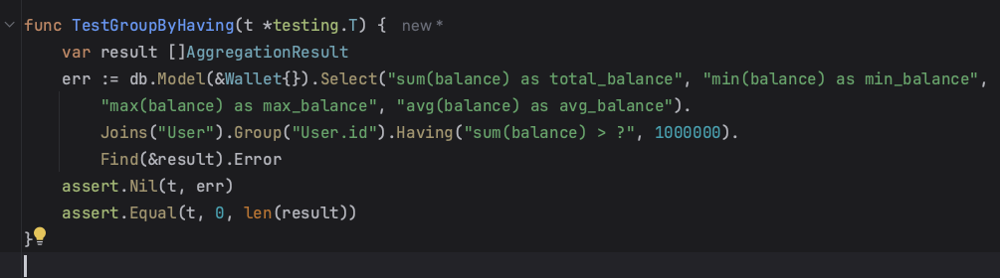 func TestGroupByHaving(t *testing.T) { new *
    var result []AggregationResult
    err := db.Model(&Wallet{}).Select("sum(balance) as total_balance", "min(balance) as min_balance",
        "max(balance) as max_balance", "avg(balance) as avg_balance").
        Joins("User").Group("User.id").Having("sum(balance) > ?", 1000000).
        Find(&result).Error
    assert.Nil(t, err)
    assert.Equal(t, 0, len(result))
}